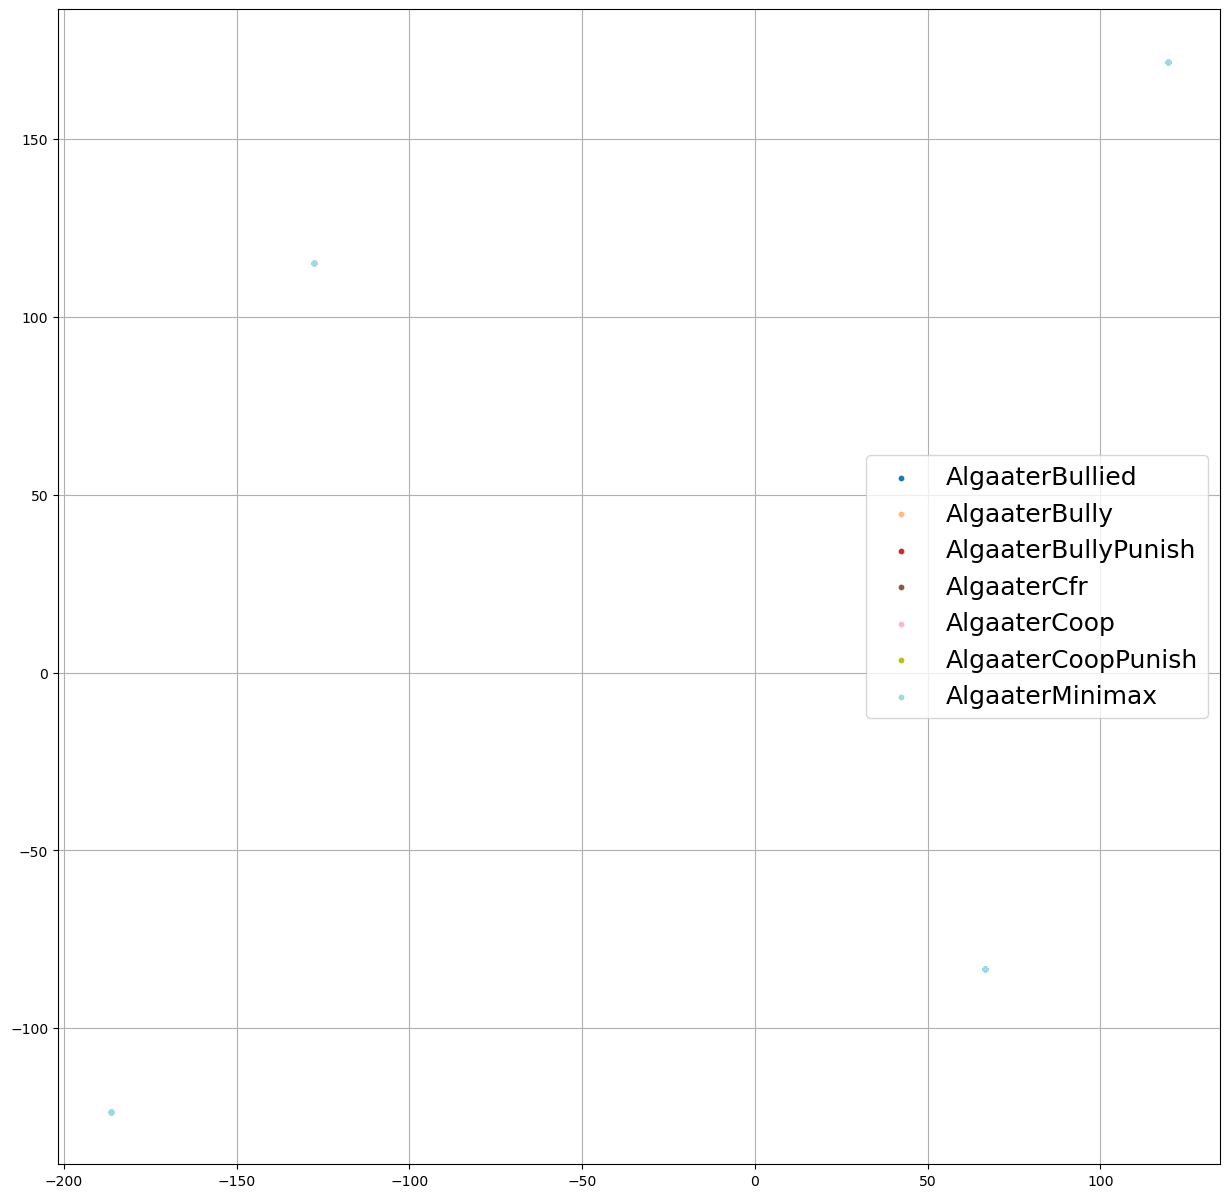 150
100
50
0
−50
−100
−200
−150
−100
−50
0
50
100
AlgaaterBullied
AlgaaterBully
AlgaaterBullyPunish
AlgaaterCfr
AlgaaterCoop
AlgaaterCoopPunish
AlgaaterMinimax